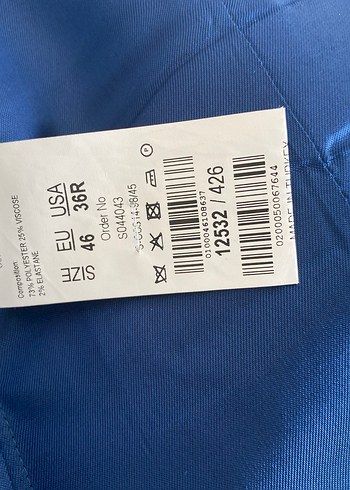 Composition:
73% POLYESTER 25% VISCOSE
2% ELASTANE
SIZE EU USA
46 36R
Order No
S044043
0100046108637
12532 / 426
0200050067644
MADE IN TURKEY